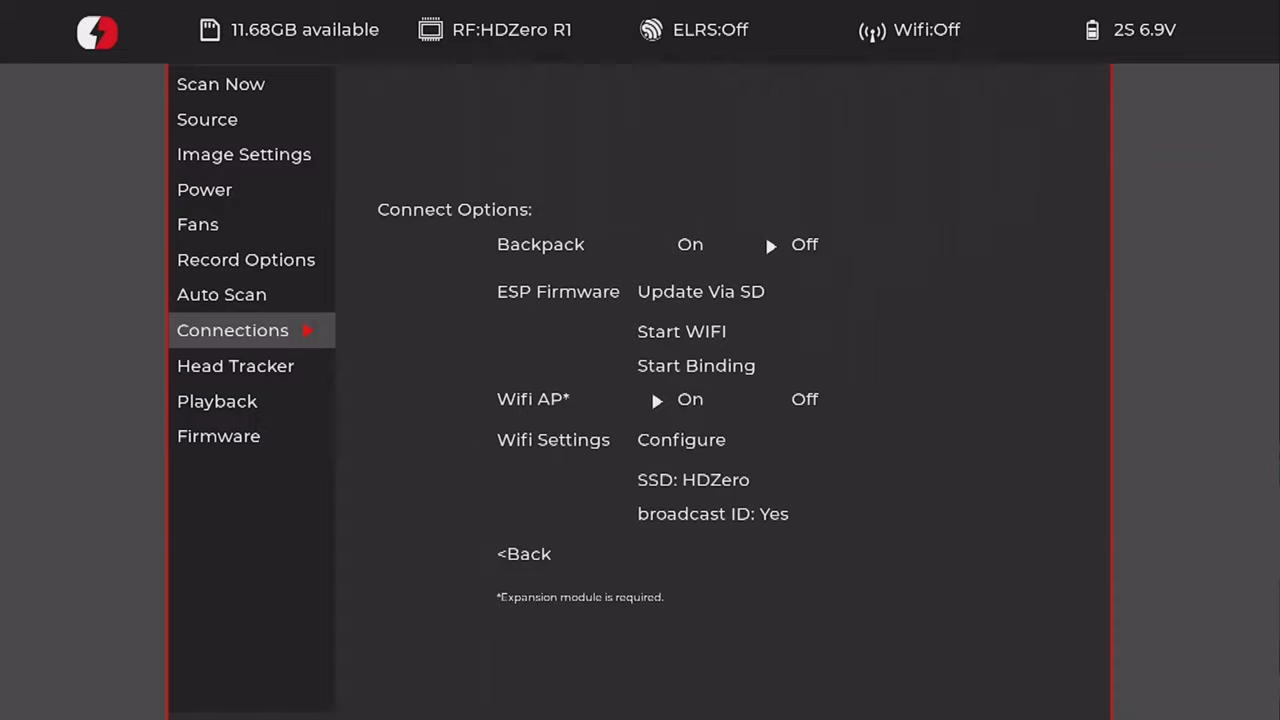 11.68GB available RF:HDZero R1 ELRS:Off Wifi:Off 2S 6.9V
Scan Now
Source
Image Settings
Power
Fans
Record Options
Auto Scan
Connections
Head Tracker
Playback
Firmware
Connect Options:
Backpack On Off
ESP Firmware Update Via SD
Start WIFI
Start Binding
Wifi AP* On Off
Wifi Settings Configure
SSD: HDZero
broadcast ID: Yes
<Back
*Expansion module is required.